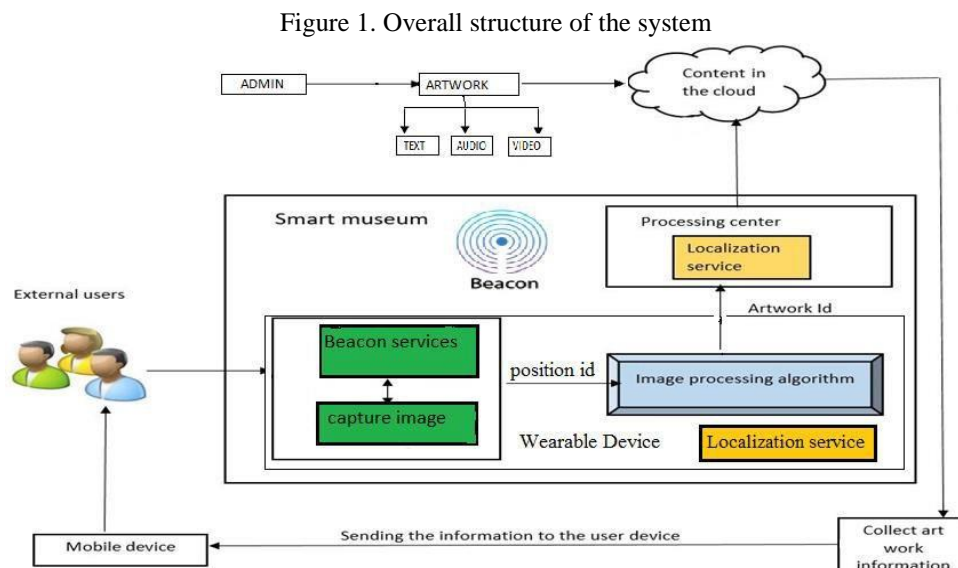 Figure 1. Overall structure of the system
ADMIN
ARTWORK
Content in
the cloud
TEXT
AUDIO
VIDEO
Smart museum
Beacon
Processing center
Localization
service
External users
Artwork Id
Beacon services
capture image
position id
Image processing algorithm
Wearable Device
Localization service
Mobile device
Sending the information to the user device
Collect art
work
information